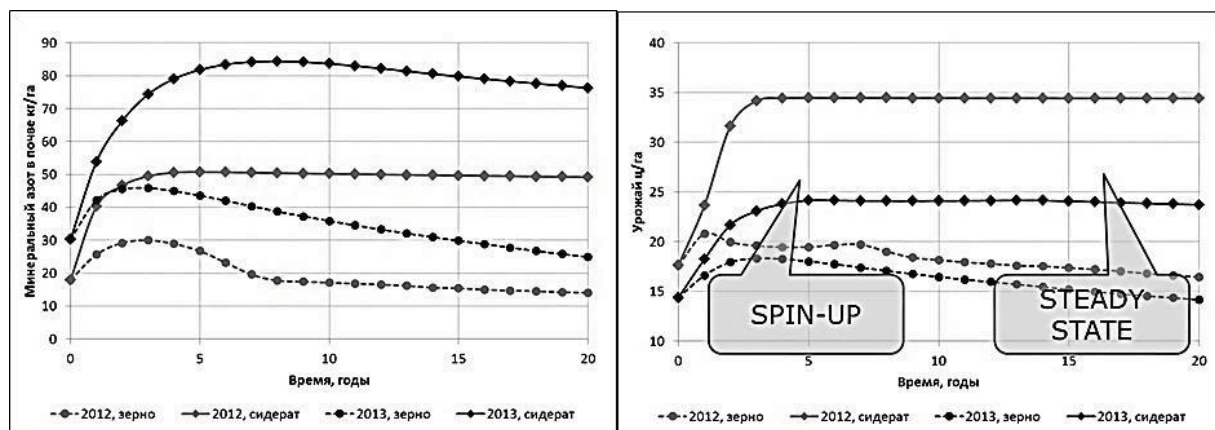 Минеральный азот в почве кг/га
90
80
70
60
50
40
30
20
10
0
0 5 10 15 20
Время, годы
2012, зерно 2012, сидерат 2013, зерно 2013, сидерат
Урожай ц/га
40
35
30
25
20
15
10
0 5 10 15 20
SPIN-UP
STEADY
STATE
Время, годы
2012, зерно 2012, сидерат 2013, зерно 2013, сидерат